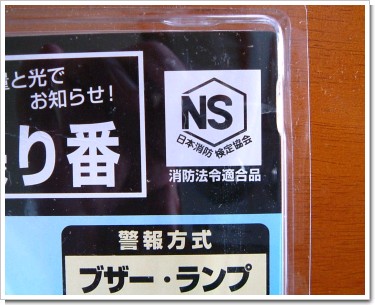 と光で
お知らせ!
り番
NS
日本消防検定協会
消防法令適合品
警報方式
ブザー・ランプ